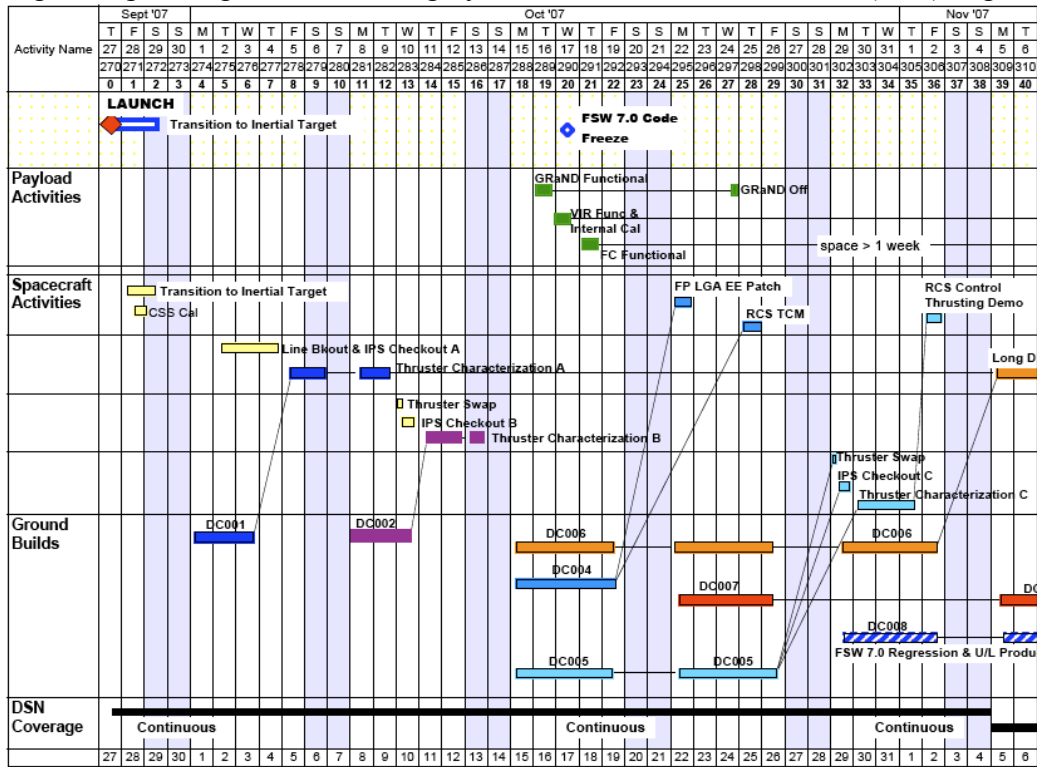 Sept '07 Oct '07 Nov '07
T F S S M T W T F S S M T W T F S S M T W T F S S M T W T F S S M T W T F S S M T
Activity Name 27 28 29 30 1 2 3 4 5 6 7 8 9 10 11 12 13 14 15 16 17 18 19 20 21 22 23 24 25 26 27 28 29 30 31 1 2 3 4 5 6
270 271 272 273 274 275 276 277 278 279 280 281 282 283 284 285 286 287 288 289 290 291 292 293 294 295 296 297 298 299 300 301 302 303 304 305 306 307 308 309 310
0 1 2 3 4 5 6 7 8 9 10 11 12 13 14 15 16 17 18 19 20 21 22 23 24 25 26 27 28 29 30 31 32 33 34 35 36 37 38 39 40
LAUNCH
Transition to Inertial Target
FSW 7.0 Code
Freeze
Payload
Activities
GRaND Functional
GRaND Off
VIR Func &
Internal Cal
FC Functional
space > 1 week
Spacecraft
Activities
Transition to Inertial Target
CSS Cal
FP LGA EE Patch
RCS TCM
RCS Control
Thrusting Demo
Line Bkout & IPS Checkout A
Thruster Characterization A
Long D
Thruster Swap
IPS Checkout B
Thruster Characterization B
Thruster Swap
IPS Checkout C
Thruster Characterization C
Ground
Builds
DC001
DC002
DC006
DC006
DC004
DC007
DC
DC008
FSW 7.0 Regression & U/L Produ
DC005
DC005
DSN
Coverage
Continuous
Continuous
Continuous
27 28 29 30 1 2 3 4 5 6 7 8 9 10 11 12 13 14 15 16 17 18 19 20 21 22 23 24 25 26 27 28 29 30 31 1 2 3 4 5 6